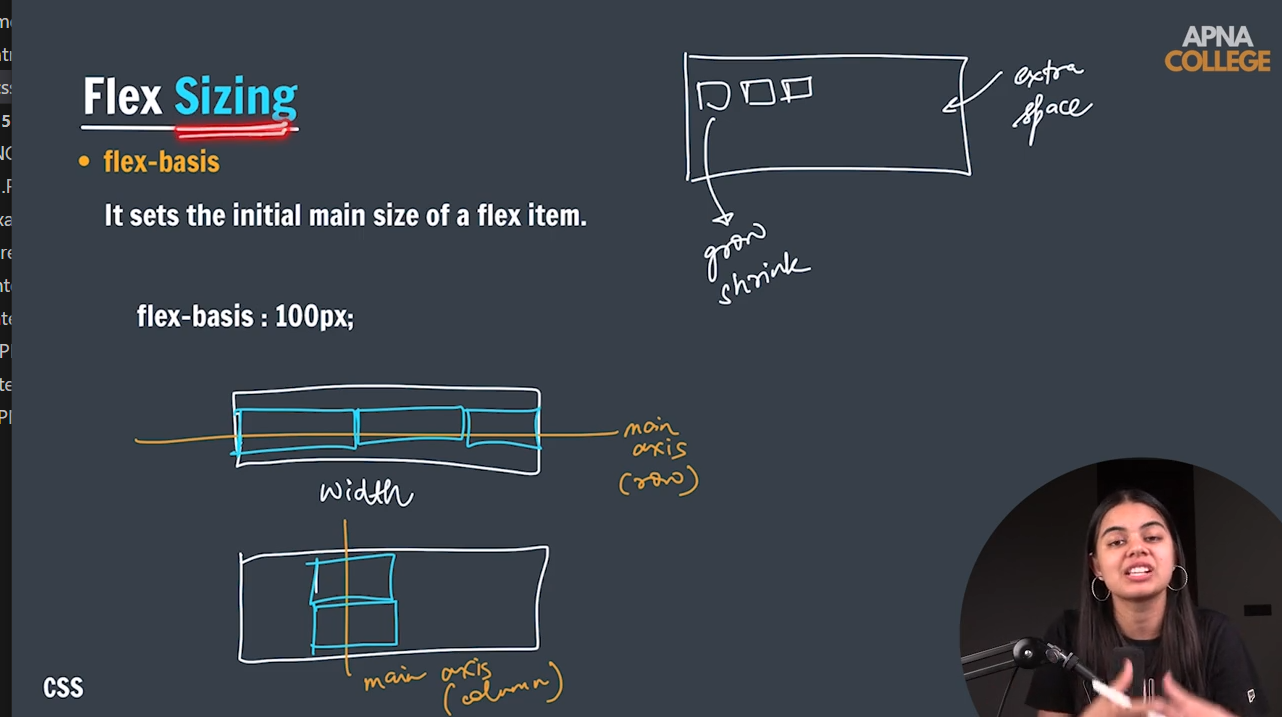 APNA
COLLEGE
Flex Sizing
• flex-basis
It sets the initial main size of a flex item.
flex-basis : 100px;
extra
space
grow
shrink
main
axis
(row)
width
main axis
(column)
CSS